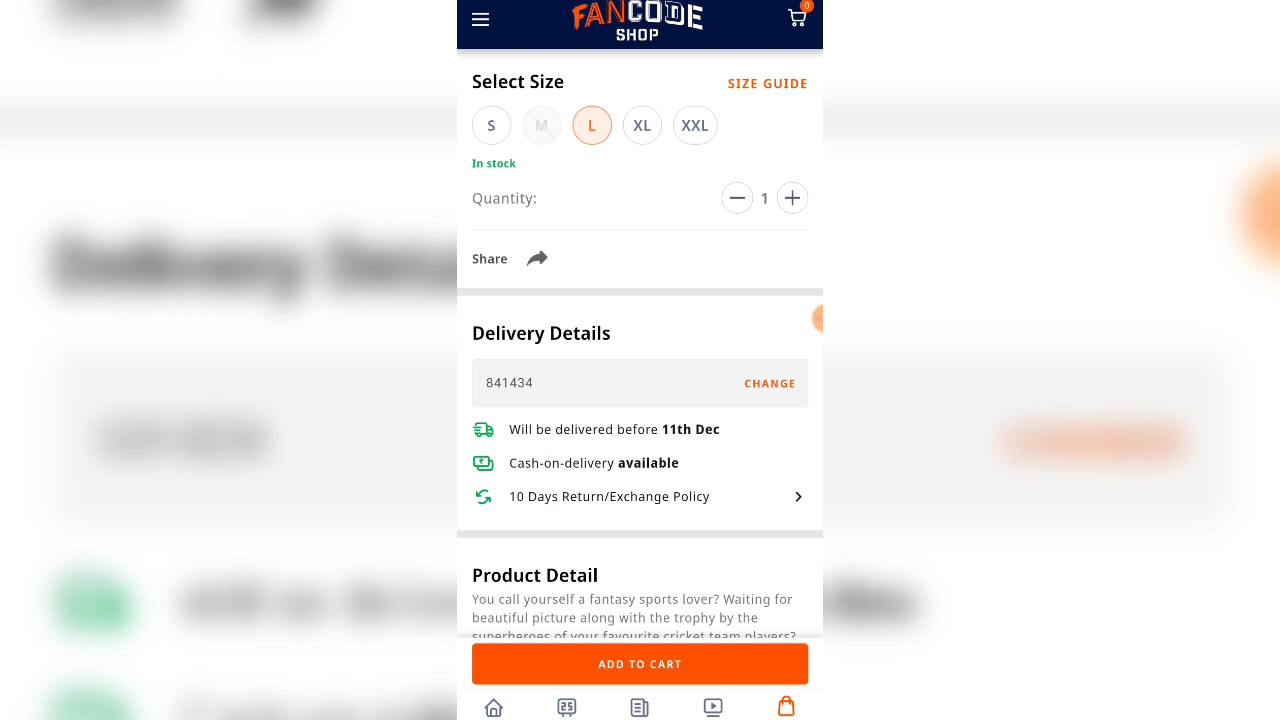 FANCODE
SHOP
0
Select Size
SIZE GUIDE
S M L XL XXL
In stock
Quantity: 1
Share
Delivery Details
841434 CHANGE
Will be delivered before 11th Dec
Cash-on-delivery available
10 Days Return/Exchange Policy
Product Detail
You call yourself a fantasy sports lover? Waiting for
beautiful picture along with the trophy by the
superheroes of your favourite cricket team players?
ADD TO CART
25